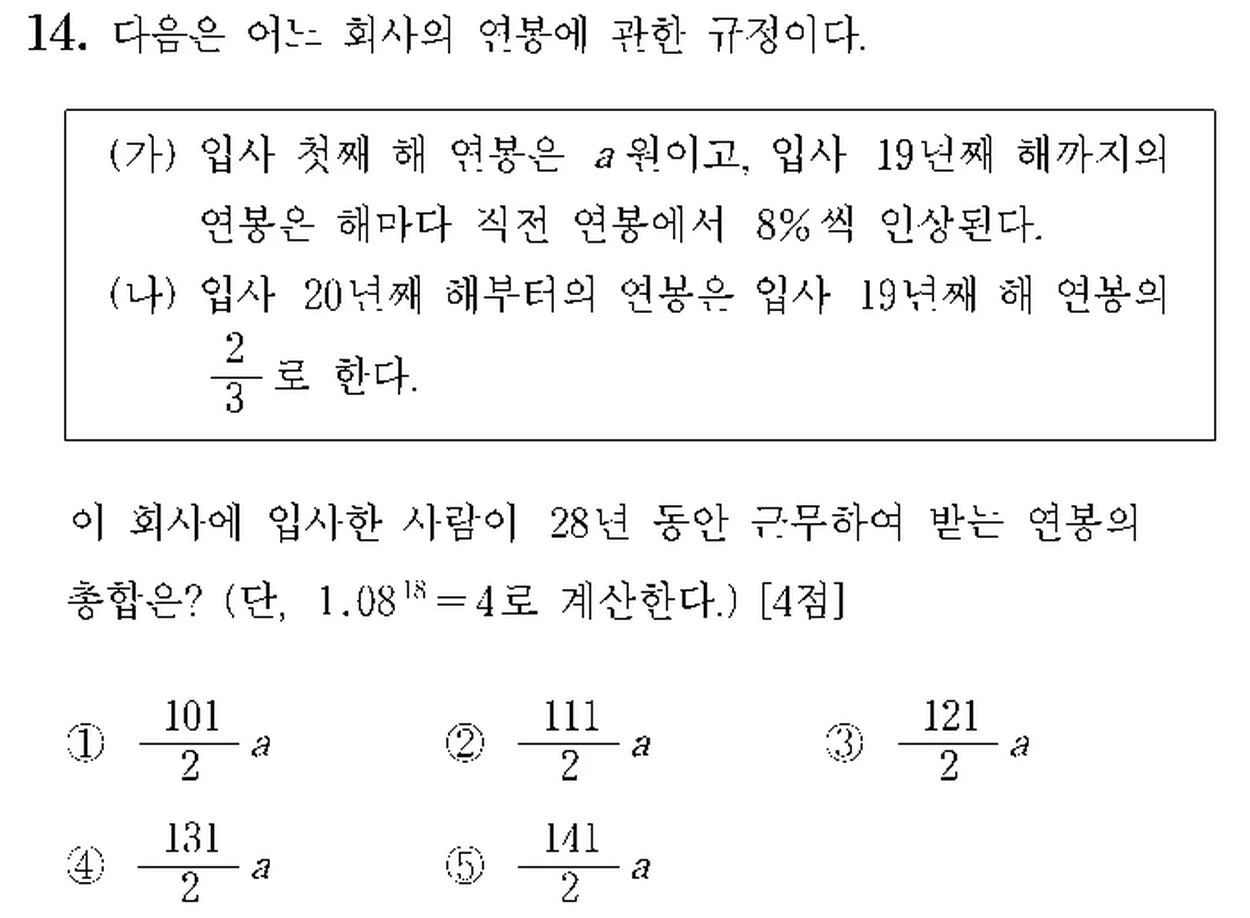 14. 다음은 어느 회사의 연봉에 관한 규정이다.
(가) 입사 첫째 해 연봉은 a원이고, 입사 19년째 해까지의
연봉은 해마다 직전 연봉에서 8%씩 인상된다.
(나) 입사 20년째 해부터의 연봉은 입사 19년째 해 연봉의
2/3로 한다.
이 회사에 입사한 사람이 28년 동안 근무하여 받는 연봉의
총합은? (단, 1.08^18=4로 계산한다.) [4점]
① 101/2 a ② 111/2 a ③ 121/2 a
④ 131/2 a ⑤ 141/2 a